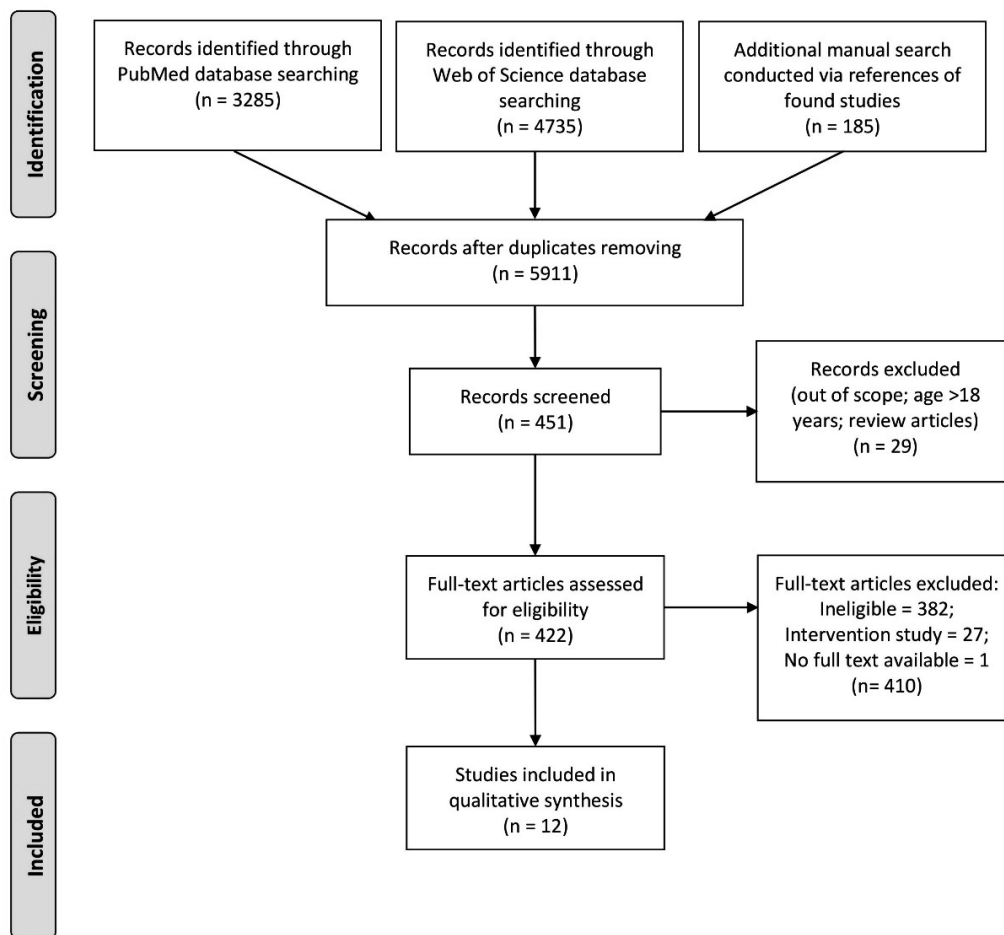 Identification
Records identified through
PubMed database searching
(n = 3285)
Records identified through
Web of Science database
searching
(n = 4735)
Additional manual search
conducted via references of
found studies
(n = 185)
Records after duplicates removing
(n = 5911)
Screening
Records screened
(n = 451)
Records excluded
(out of scope; age >18
years; review articles)
(n = 29)
Eligibility
Full-text articles assessed
for eligibility
(n = 422)
Full-text articles excluded:
Ineligible = 382;
Intervention study = 27;
No full text available = 1
(n= 410)
Included
Studies included in
qualitative synthesis
(n = 12)